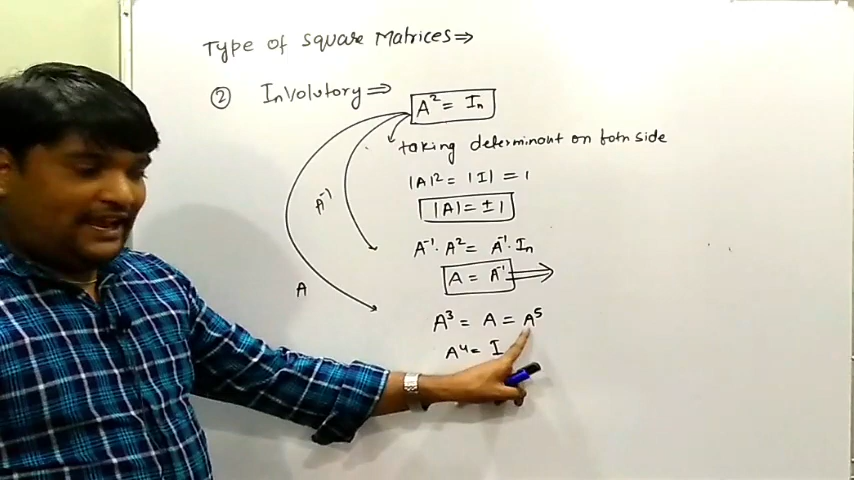 Type of square Matrices ⇒
② Involutory ⇒ A² = Iₙ
taking determinant on both side
|A|² = |I| = 1
|A| = ±1
A⁻¹
A⁻¹. A² = A⁻¹. Iₙ
A = A⁻¹ ⇒
A
A³ = A = A⁵
A⁴ = I